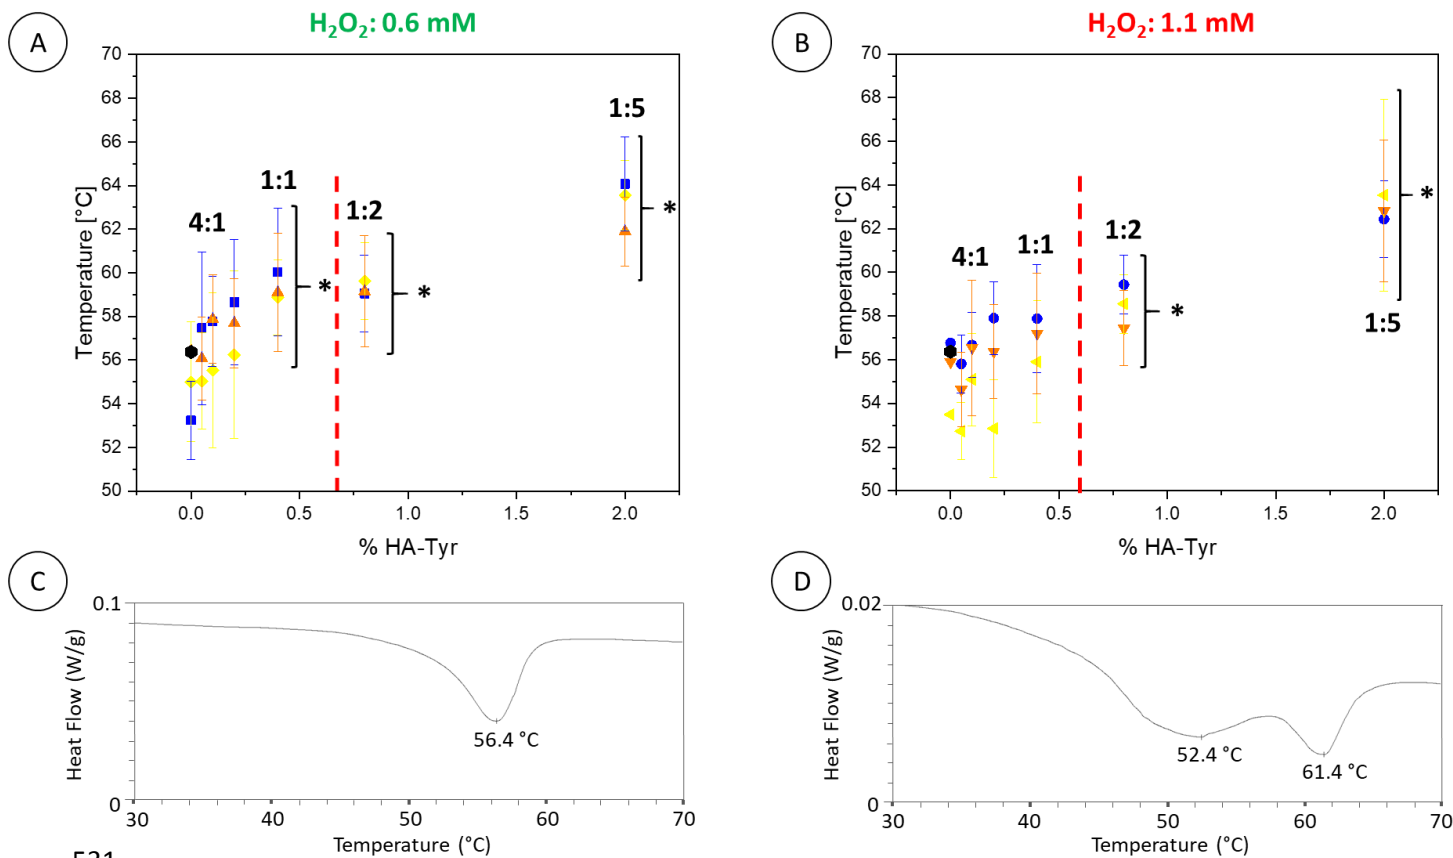 H₂O₂: 0.6 mM
A
70
68
66
64
62
60
58
56
54
52
50
Temperature [°C]
4:1
1:1
*
1:2
*
1:5
*
0.0 0.5 1.0 1.5 2.0
% HA-Tyr
H₂O₂: 1.1 mM
B
70
68
66
64
62
60
58
56
54
52
50
Temperature [°C]
4:1
1:1
1:2
*
*
1:5
0.0 0.5 1.0 1.5 2.0
% HA-Tyr
C
0.1
0
Heat Flow (W/g)
56.4 °C
30 40 50 60 70
Temperature (°C)
D
0.02
0
Heat Flow (W/g)
52.4 °C
61.4 °C
30 40 50 60 70
Temperature (°C)